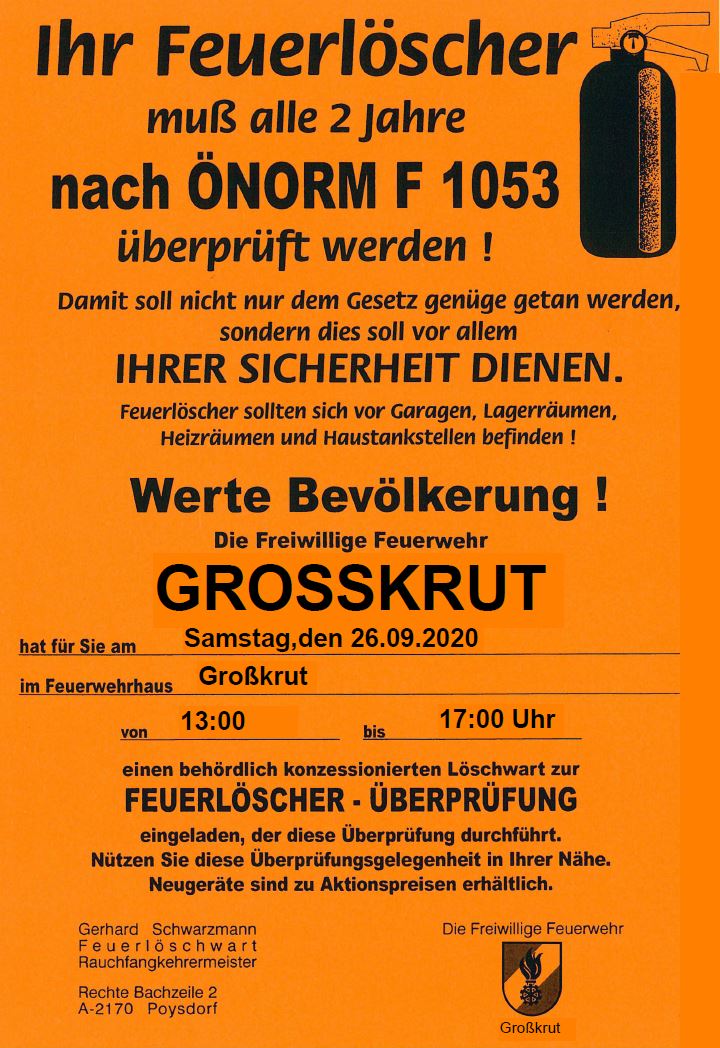 Ihr Feuerlöscher
muß alle 2 Jahre
nach ÖNORM F 1053
überprüft werden !
Damit soll nicht nur dem Gesetz genüge getan werden,
sondern dies soll vor allem
IHRER SICHERHEIT DIENEN.
Feuerlöscher sollten sich vor Garagen, Lagerräumen,
Heizräumen und Haustankstellen befinden !
Werte Bevölkerung !
Die Freiwillige Feuerwehr
GROSSKRUT
hat für Sie am Samstag,den 26.09.2020
im Feuerwehrhaus Großkrut
von 13:00 bis 17:00 Uhr
einen behördlich konzessionierten Löschwart zur
FEUERLÖSCHER - ÜBERPRÜFUNG
eingeladen, der diese Überprüfung durchführt.
Nützen Sie diese Überprüfungsgelegenheit in Ihrer Nähe.
Neugeräte sind zu Aktionspreisen erhältlich.
Gerhard Schwarzmann
Feuerlöschwart
Rauchfangkehrermeister
Rechte Bachzeile 2
A-2170 Poysdorf
Die Freiwillige Feuerwehr
Großkrut